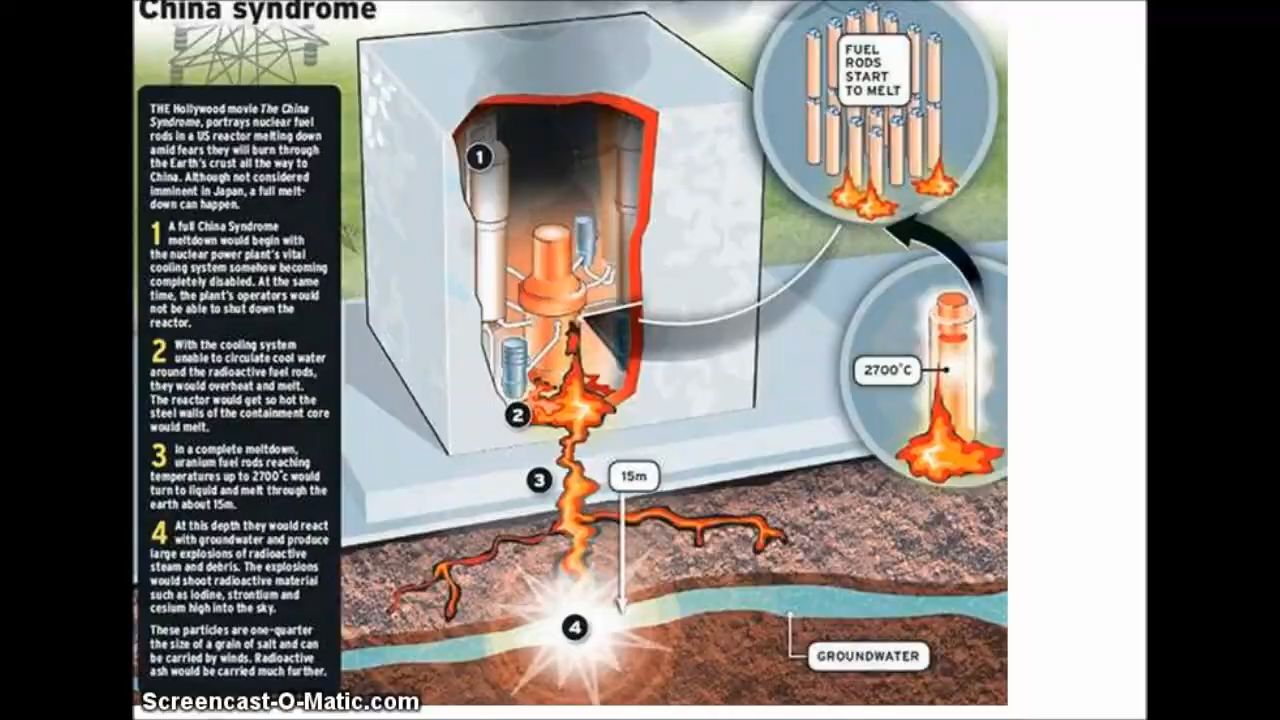 China syndrome
THE Hollywood movie The China
Syndrome, portrays nuclear fuel
rods in a US reactor melting down
amid fears they will burn through
the Earth's crust all the way to
China. Although not considered
imminent in Japan, a full melt-
down can happen.
1 A full China Syndrome
meltdown would begin with
the nuclear power plant's vital
cooling system somehow becoming
completely disabled. At the same
time, the plant's operators would
not be able to shut down the
reactor.
2 With the cooling system
unable to circulate cool water
around the radioactive fuel rods,
they would overheat and melt.
The reactor would get so hot the
steel walls of the containment core
would melt.
3 In a complete meltdown,
uranium fuel rods reaching
temperatures up to 2700°c would
turn to liquid and melt through the
earth about 15m.
4 At this depth they would react
with groundwater and produce
large explosions of radioactive
steam and debris. The explosions
would shoot radioactive material
such as iodine, strontium and
cesium high into the sky.
These particles are one-quarter
the size of a grain of salt and can
be carried by winds. Radioactive
ash would be carried much further.
1
2
3
15m
4
FUEL
RODS
START
TO MELT
2700°C
GROUNDWATER
Screencast-O-Matic.com